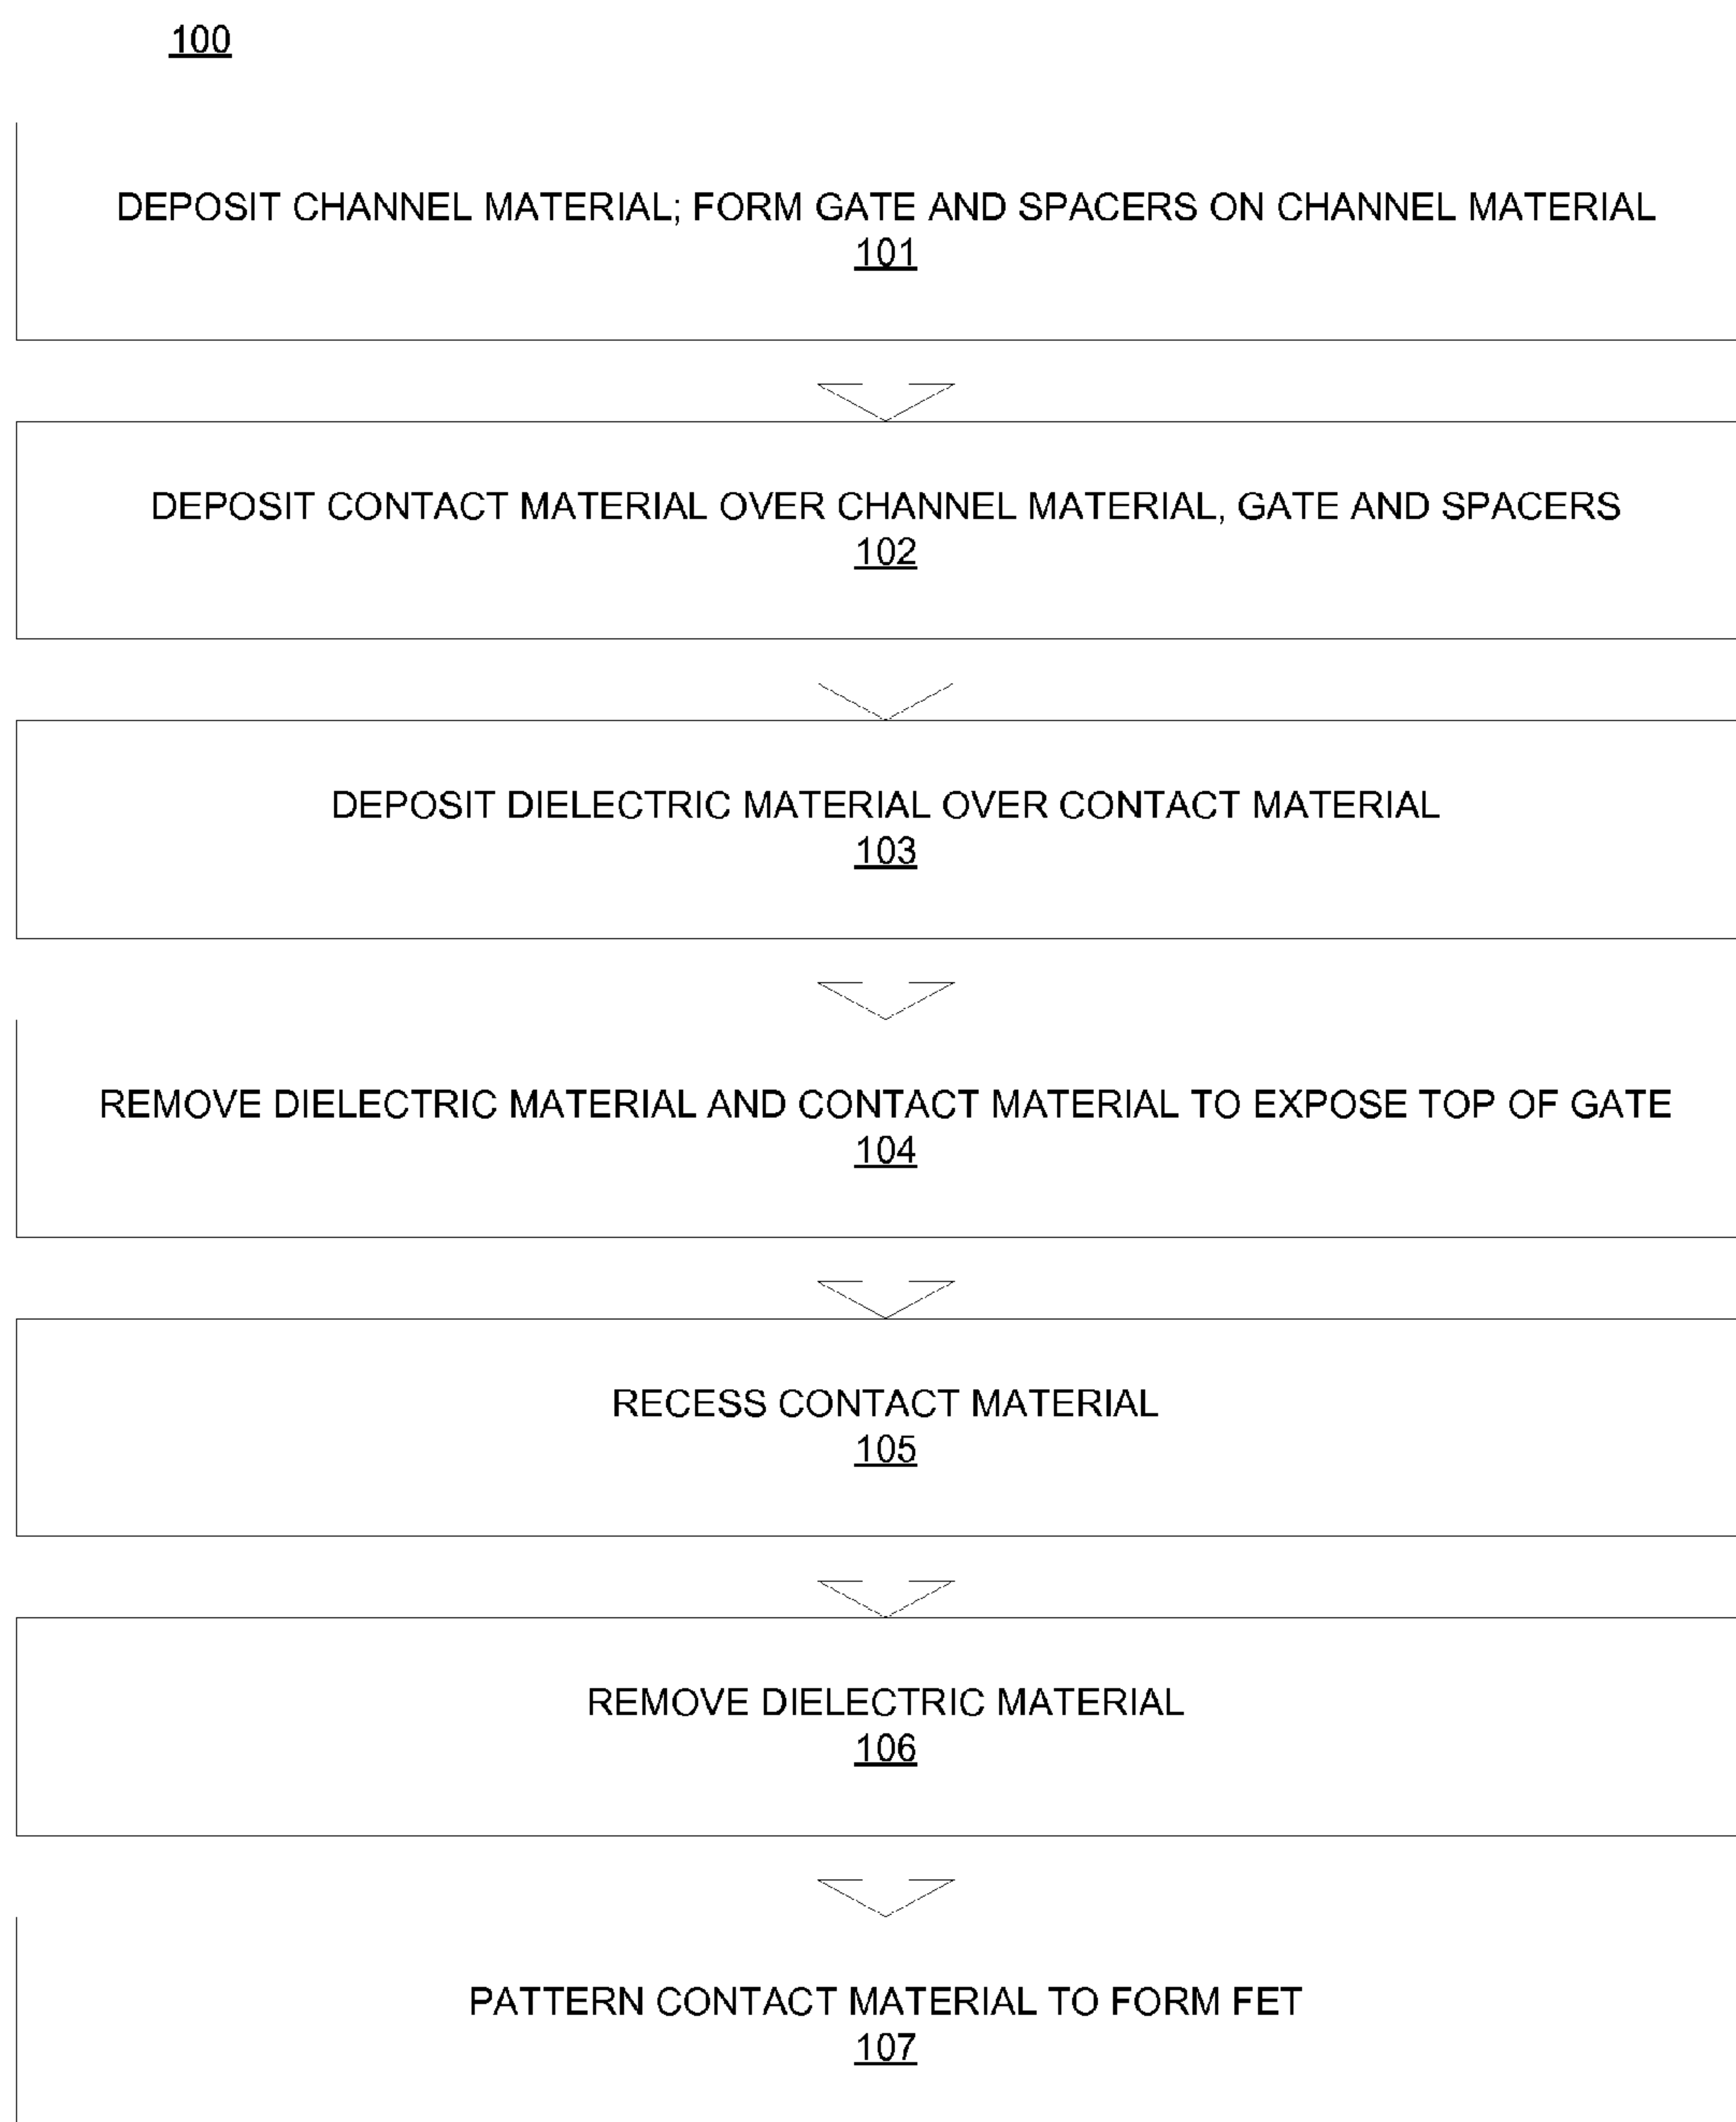 100
DEPOSIT CHANNEL MATERIAL; FORM GATE AND SPACERS ON CHANNEL MATERIAL
101
DEPOSIT CONTACT MATERIAL OVER CHANNEL MATERIAL, GATE AND SPACERS
102
DEPOSIT DIELECTRIC MATERIAL OVER CONTACT MATERIAL
103
REMOVE DIELECTRIC MATERIAL AND CONTACT MATERIAL TO EXPOSE TOP OF GATE
104
RECESS CONTACT MATERIAL
105
REMOVE DIELECTRIC MATERIAL
106
PATTERN CONTACT MATERIAL TO FORM FET
107